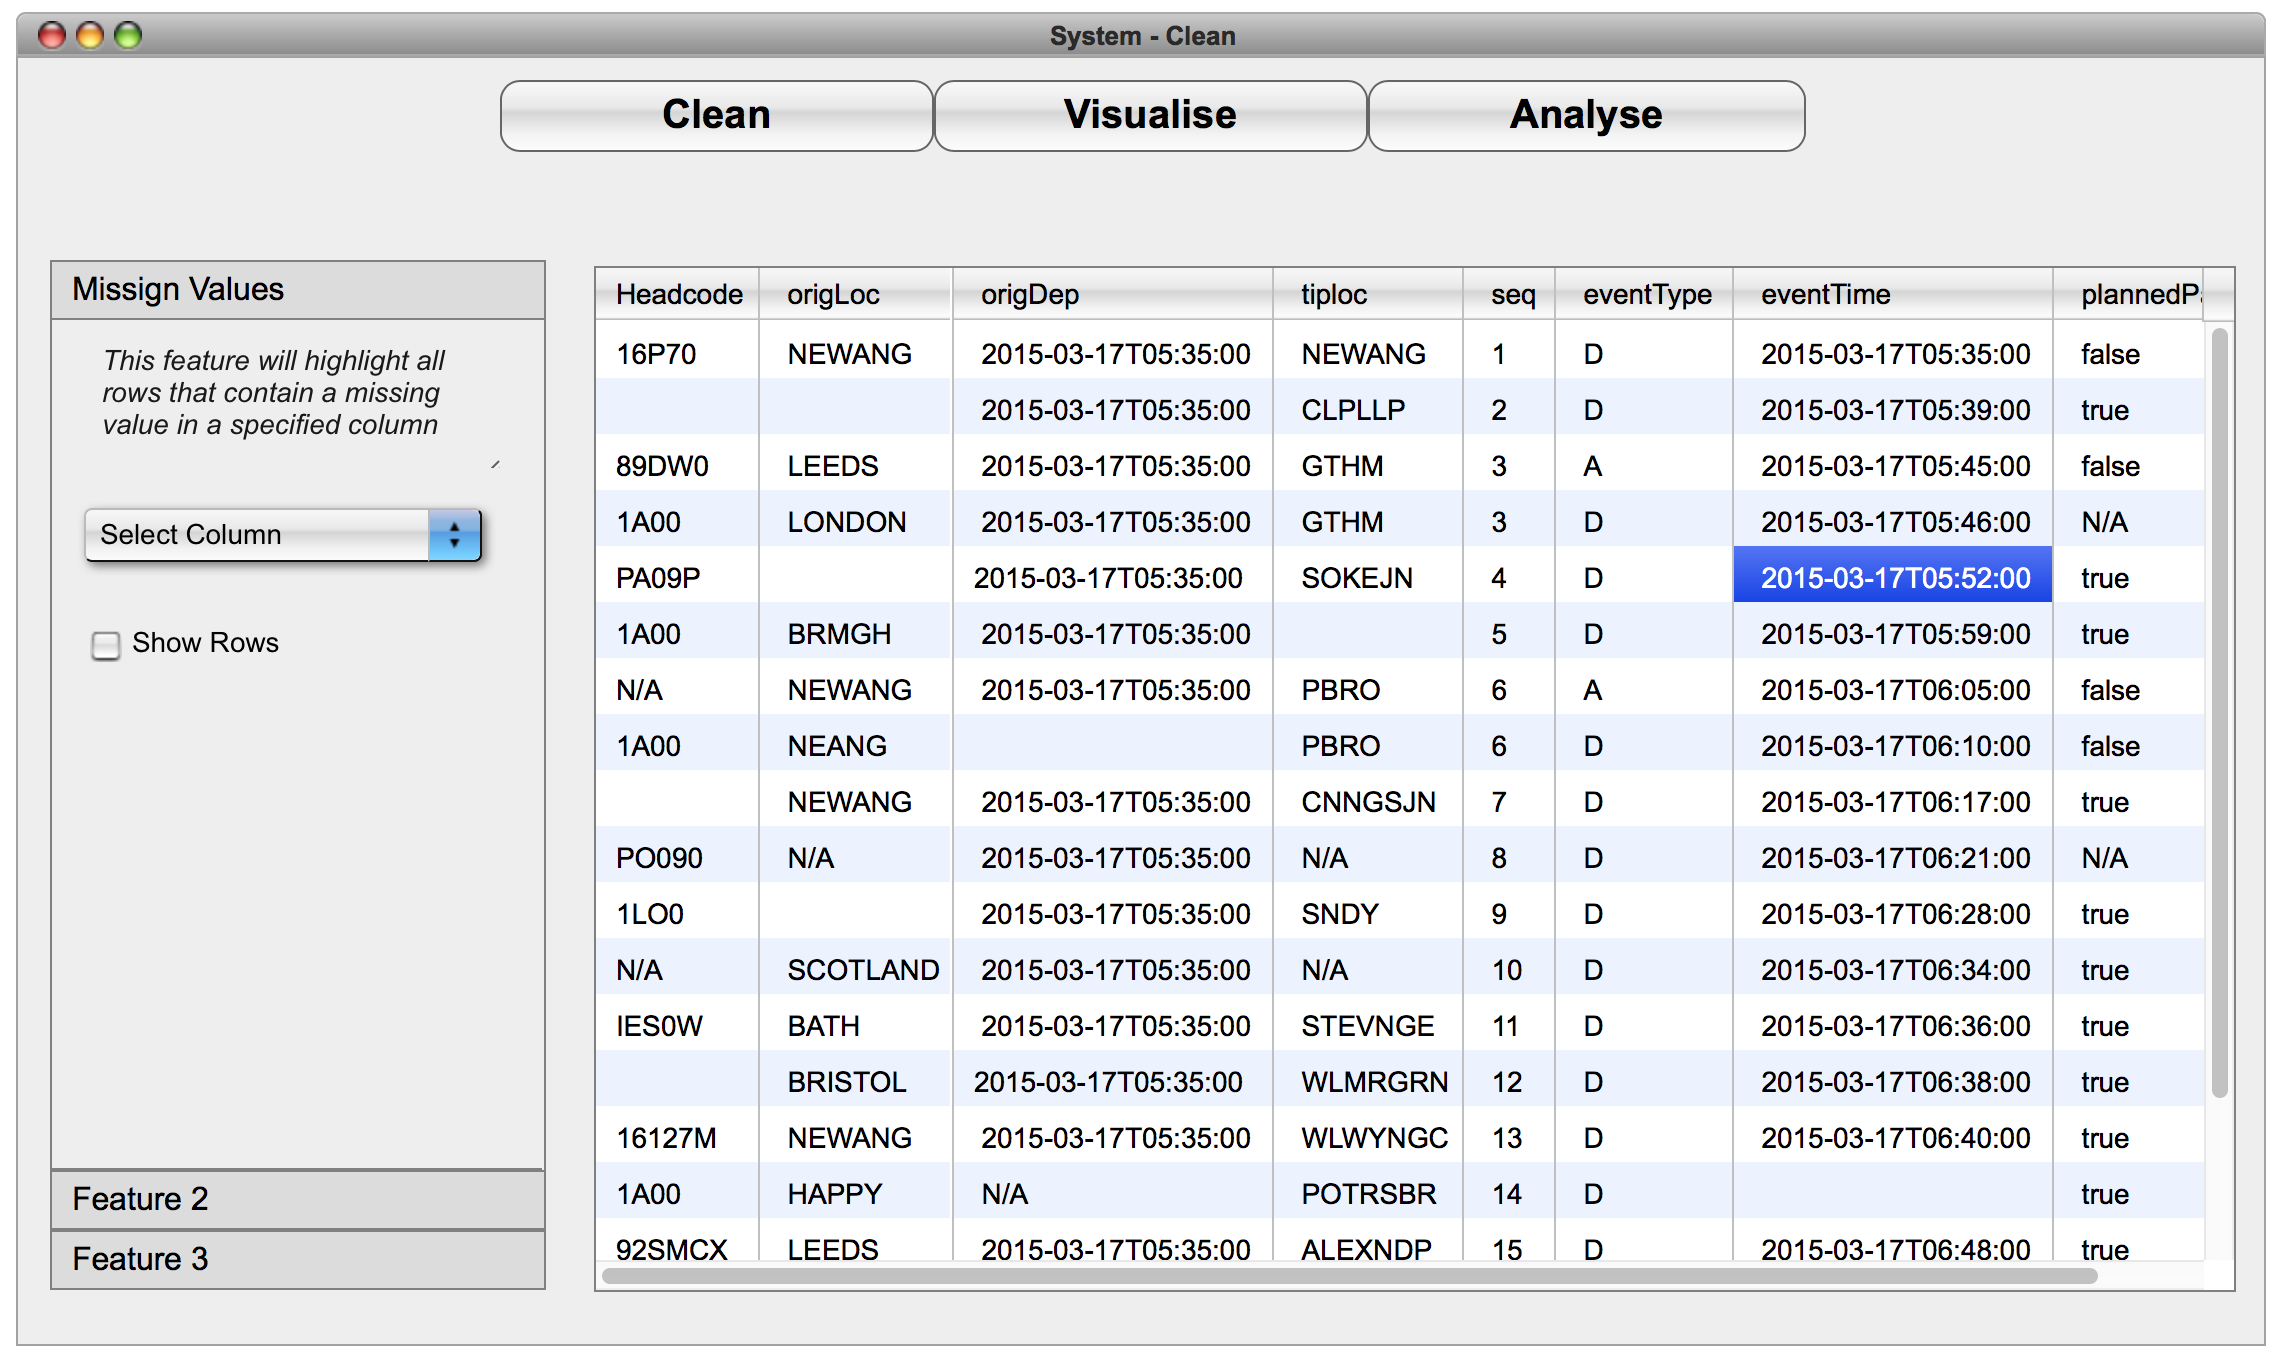 System - Clean
Clean Visualise Analyse
Missign Values
This feature will highlight all
rows that contain a missing
value in a specified column
Select Column
Show Rows
Feature 2
Feature 3
Headcode origLoc origDep tiploc seq eventType eventTime plannedPa
16P70 NEWANG 2015-03-17T05:35:00 NEWANG 1 D 2015-03-17T05:35:00 false
2015-03-17T05:35:00 CLPLLP 2 D 2015-03-17T05:39:00 true
89DW0 LEEDS 2015-03-17T05:35:00 GTHM 3 A 2015-03-17T05:45:00 false
1A00 LONDON 2015-03-17T05:35:00 GTHM 3 D 2015-03-17T05:46:00 N/A
PA09P 2015-03-17T05:35:00 SOKEJN 4 D 2015-03-17T05:52:00 true
1A00 BRMGH 2015-03-17T05:35:00 5 D 2015-03-17T05:59:00 true
N/A NEWANG 2015-03-17T05:35:00 PBRO 6 A 2015-03-17T06:05:00 false
1A00 NEANG PBRO 6 D 2015-03-17T06:10:00 false
NEWANG 2015-03-17T05:35:00 CNNGSJN 7 D 2015-03-17T06:17:00 true
PO090 N/A 2015-03-17T05:35:00 N/A 8 D 2015-03-17T06:21:00 N/A
1LO0 2015-03-17T05:35:00 SNDY 9 D 2015-03-17T06:28:00 true
N/A SCOTLAND 2015-03-17T05:35:00 N/A 10 D 2015-03-17T06:34:00 true
IES0W BATH 2015-03-17T05:35:00 STEVNGE 11 D 2015-03-17T06:36:00 true
BRISTOL 2015-03-17T05:35:00 WLMRGRN 12 D 2015-03-17T06:38:00 true
16127M NEWANG 2015-03-17T05:35:00 WLWYNGC 13 D 2015-03-17T06:40:00 true
1A00 HAPPY N/A POTRSBR 14 D true
92SMCX LEEDS 2015-03-17T05:35:00 ALEXNDP 15 D 2015-03-17T06:48:00 true